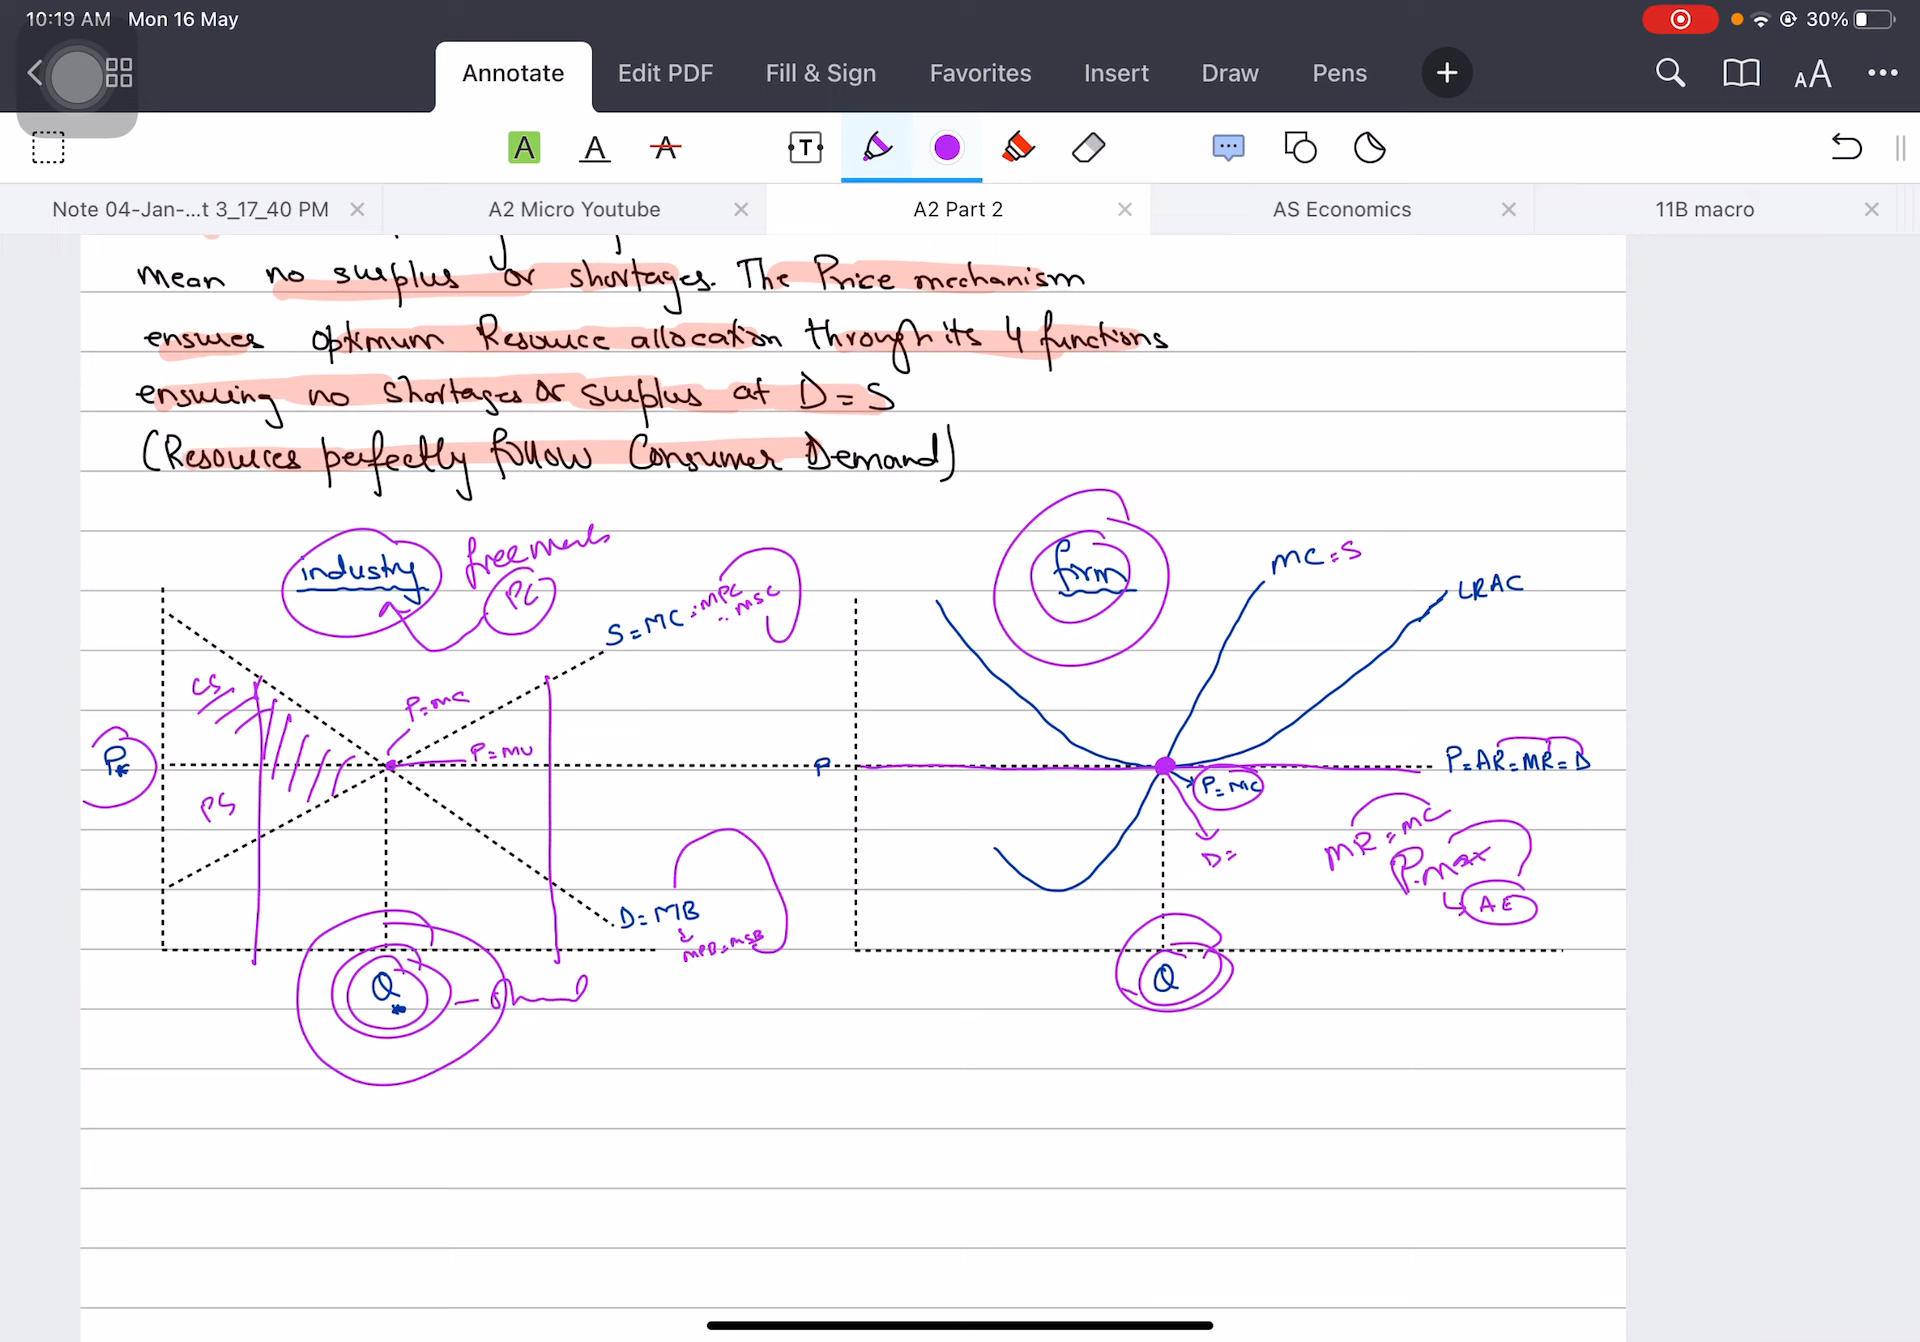 10:19 AM Mon 16 May
30%
Annotate Edit PDF Fill & Sign Favorites Insert Draw Pens
A A A T
Note 04-Jan-...t 3_17_40 PM
A2 Micro Youtube
A2 Part 2
AS Economics
11B macro
mean no surplus or shortages. The Price mechanism
ensures optimum Resource allocation through its 4 functions
ensuring no shortages or surplus at D=S
(Resources perfectly follow Consumer Demand)
industry
PC
S=MC=MPC
=MSC
CS
P=MC
P=MU
P*
PS
D=MB
MPB=MSB
Q*
firm
MC=S
LRAC
P
P=AR=MR=D
P=MC
D=
MR=MC
P.max
AE
Q